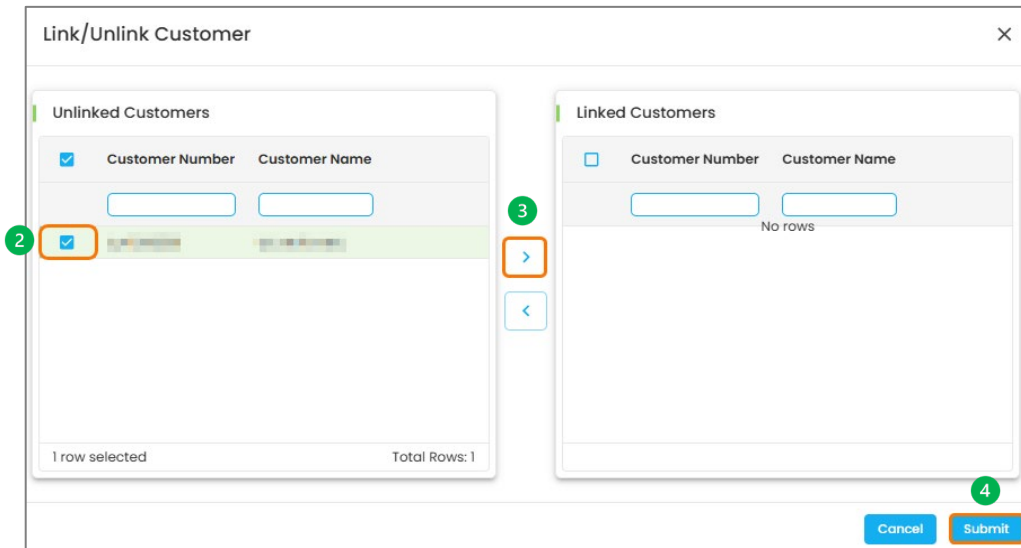 Link/Unlink Customer
Unlinked Customers
Customer Number Customer Name
2
1 row selected Total Rows: 1
3
Linked Customers
Customer Number Customer Name
No rows
4
Cancel Submit